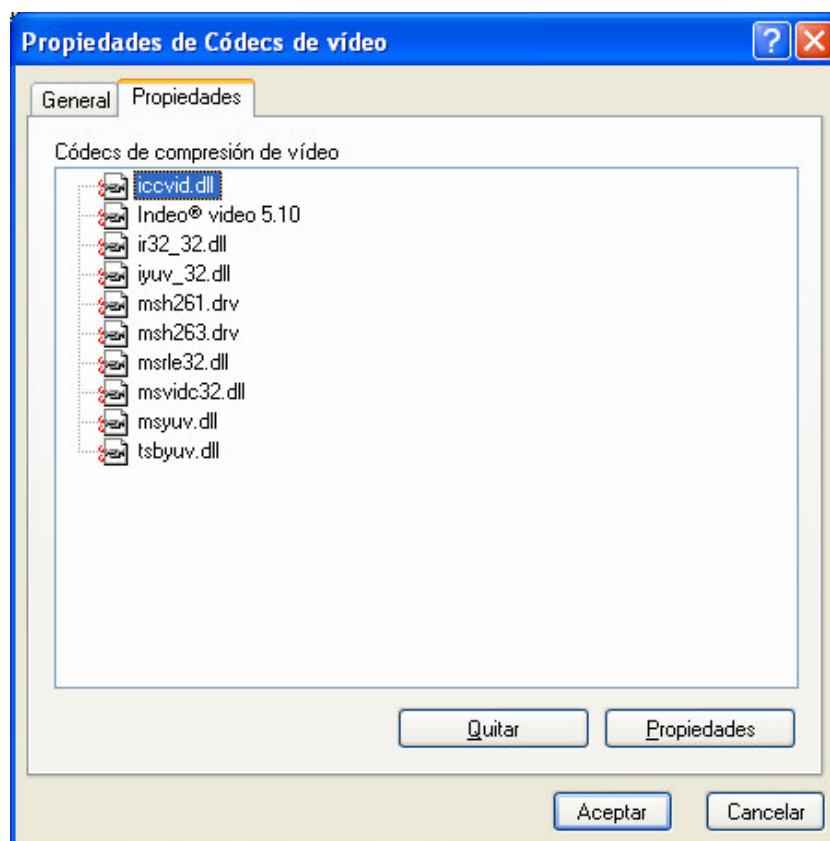 Propiedades de Códecs de vídeo
General Propiedades
Códecs de compresión de vídeo
iccvid.dll
Indeo® video 5.10
ir32_32.dll
iyuv_32.dll
msh261.drv
msh263.drv
msrle32.dll
msvidc32.dll
msyuv.dll
tsbyuv.dll
Quitar Propiedades
Aceptar Cancelar